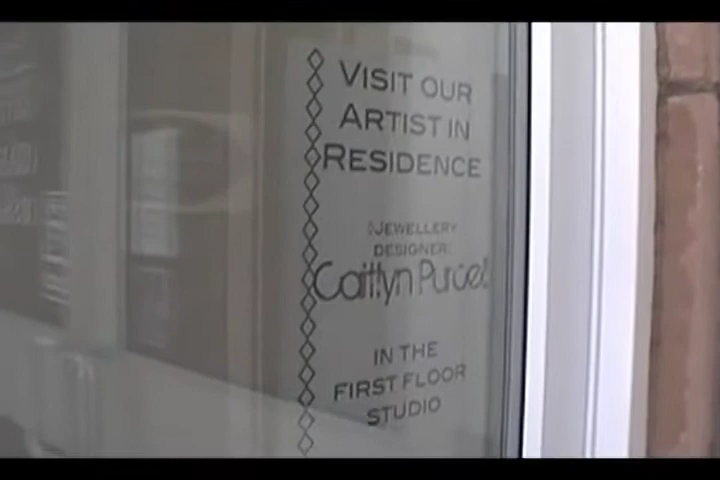 VISIT OUR
ARTIST IN
RESIDENCE
JEWELLERY
DESIGNER:
Caitlyn Purcell
IN THE
FIRST FLOOR
STUDIO